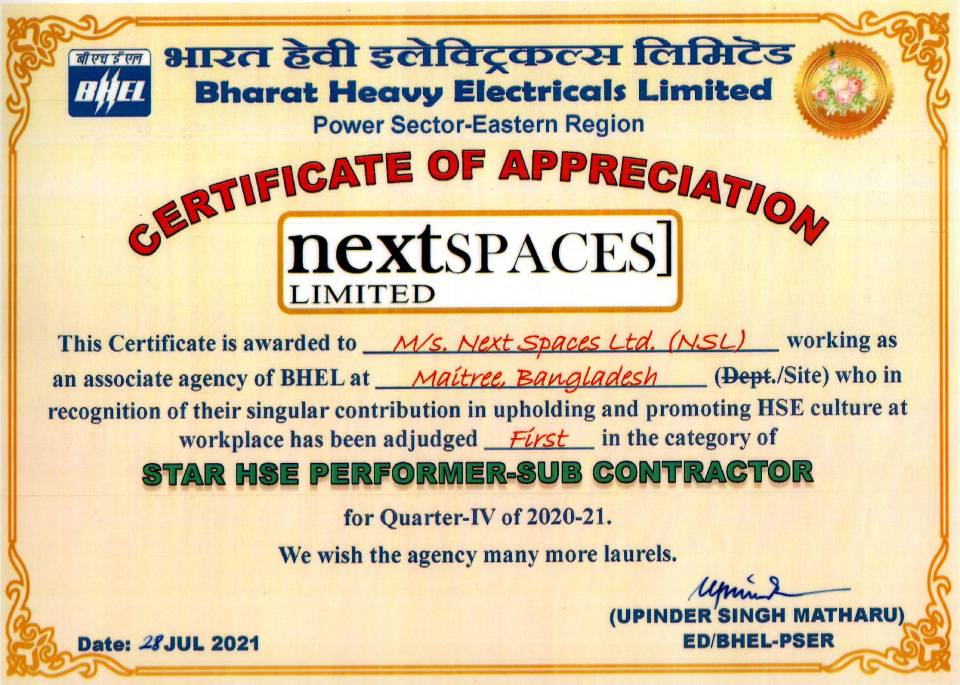 बी एच ई एल
BHEL
भारत हेवी इलेक्ट्रिकल्स लिमिटेड
Bharat Heavy Electricals Limited
Power Sector-Eastern Region
CERTIFICATE OF APPRECIATION
nextSPACES]
LIMITED
This Certificate is awarded to M/s. Next Spaces Ltd. (NSL) working as
an associate agency of BHEL at Maitree, Bangladesh (Dept./Site) who in
recognition of their singular contribution in upholding and promoting HSE culture at
workplace has been adjudged First in the category of
STAR HSE PERFORMER-SUB CONTRACTOR
for Quarter-IV of 2020-21.
We wish the agency many more laurels.
(UPINDER SINGH MATHARU)
Date: 28 JUL 2021
ED/BHEL-PSER